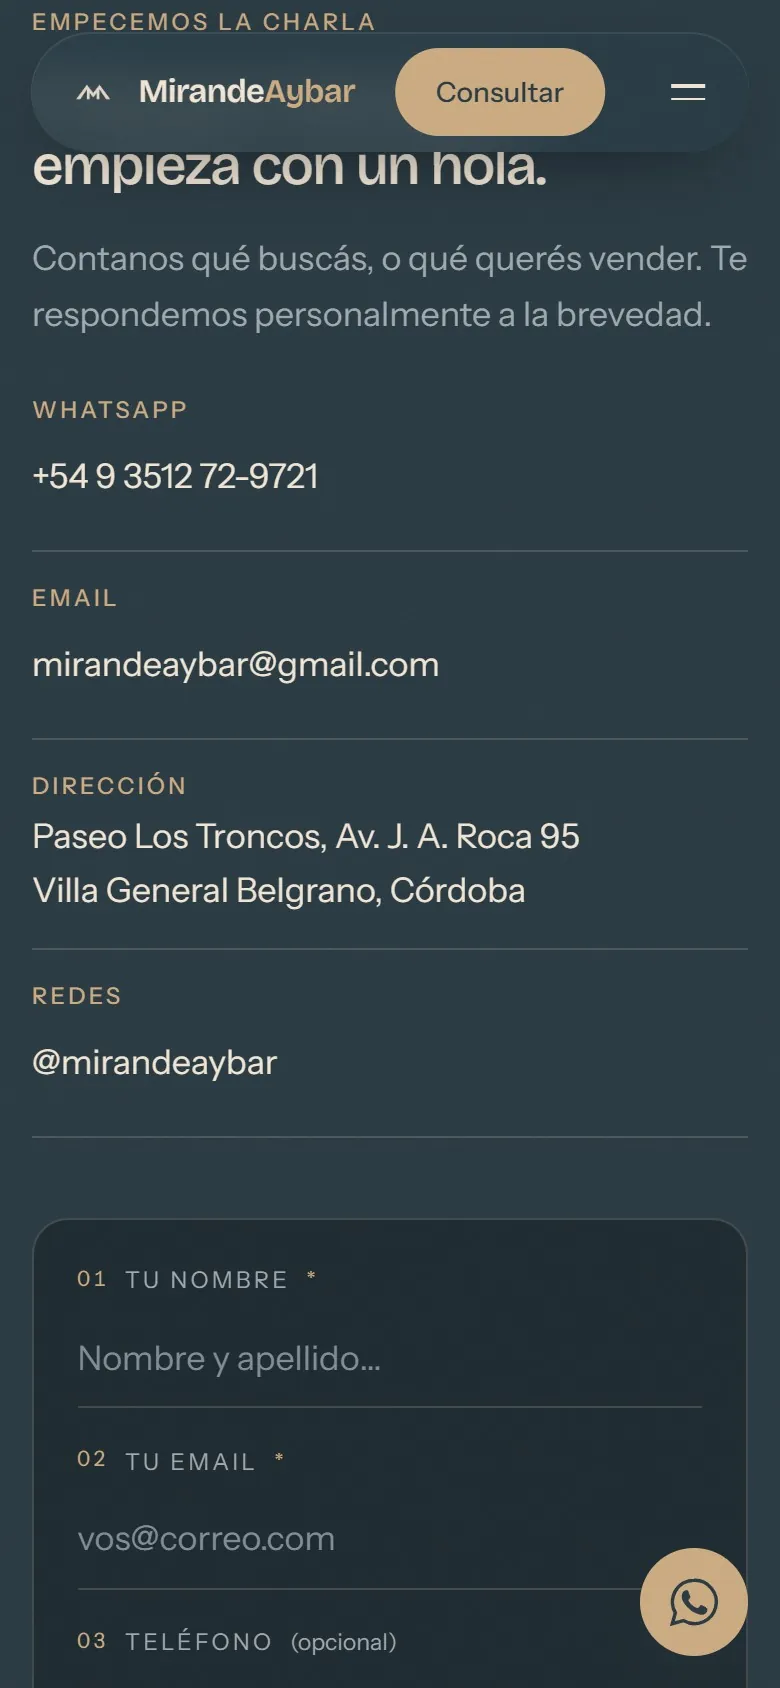 EMPECEMOS LA CHARLA
MirandeAybar
Consultar
empieza con un hola.
Contanos qué buscás, o qué querés vender. Te
respondemos personalmente a la brevedad.
WHATSAPP
+54 9 3512 72-9721
EMAIL
mirandeaybar@gmail.com
DIRECCIÓN
Paseo Los Troncos, Av. J. A. Roca 95
Villa General Belgrano, Córdoba
REDES
@mirandeaybar
01 TU NOMBRE *
Nombre y apellido...
02 TU EMAIL *
vos@correo.com
03 TELÉFONO (opcional)